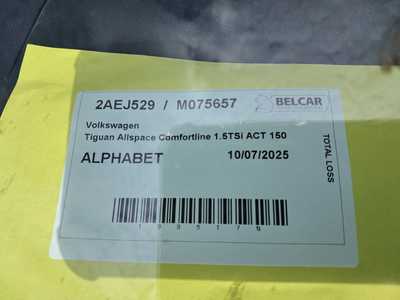 2AEJ529 / M075657 BELCAR
Volkswagen
Tiguan Allspace Comfortline 1.5TSi ACT 150
ALPHABET 10/07/2025
TOTAL LOSS